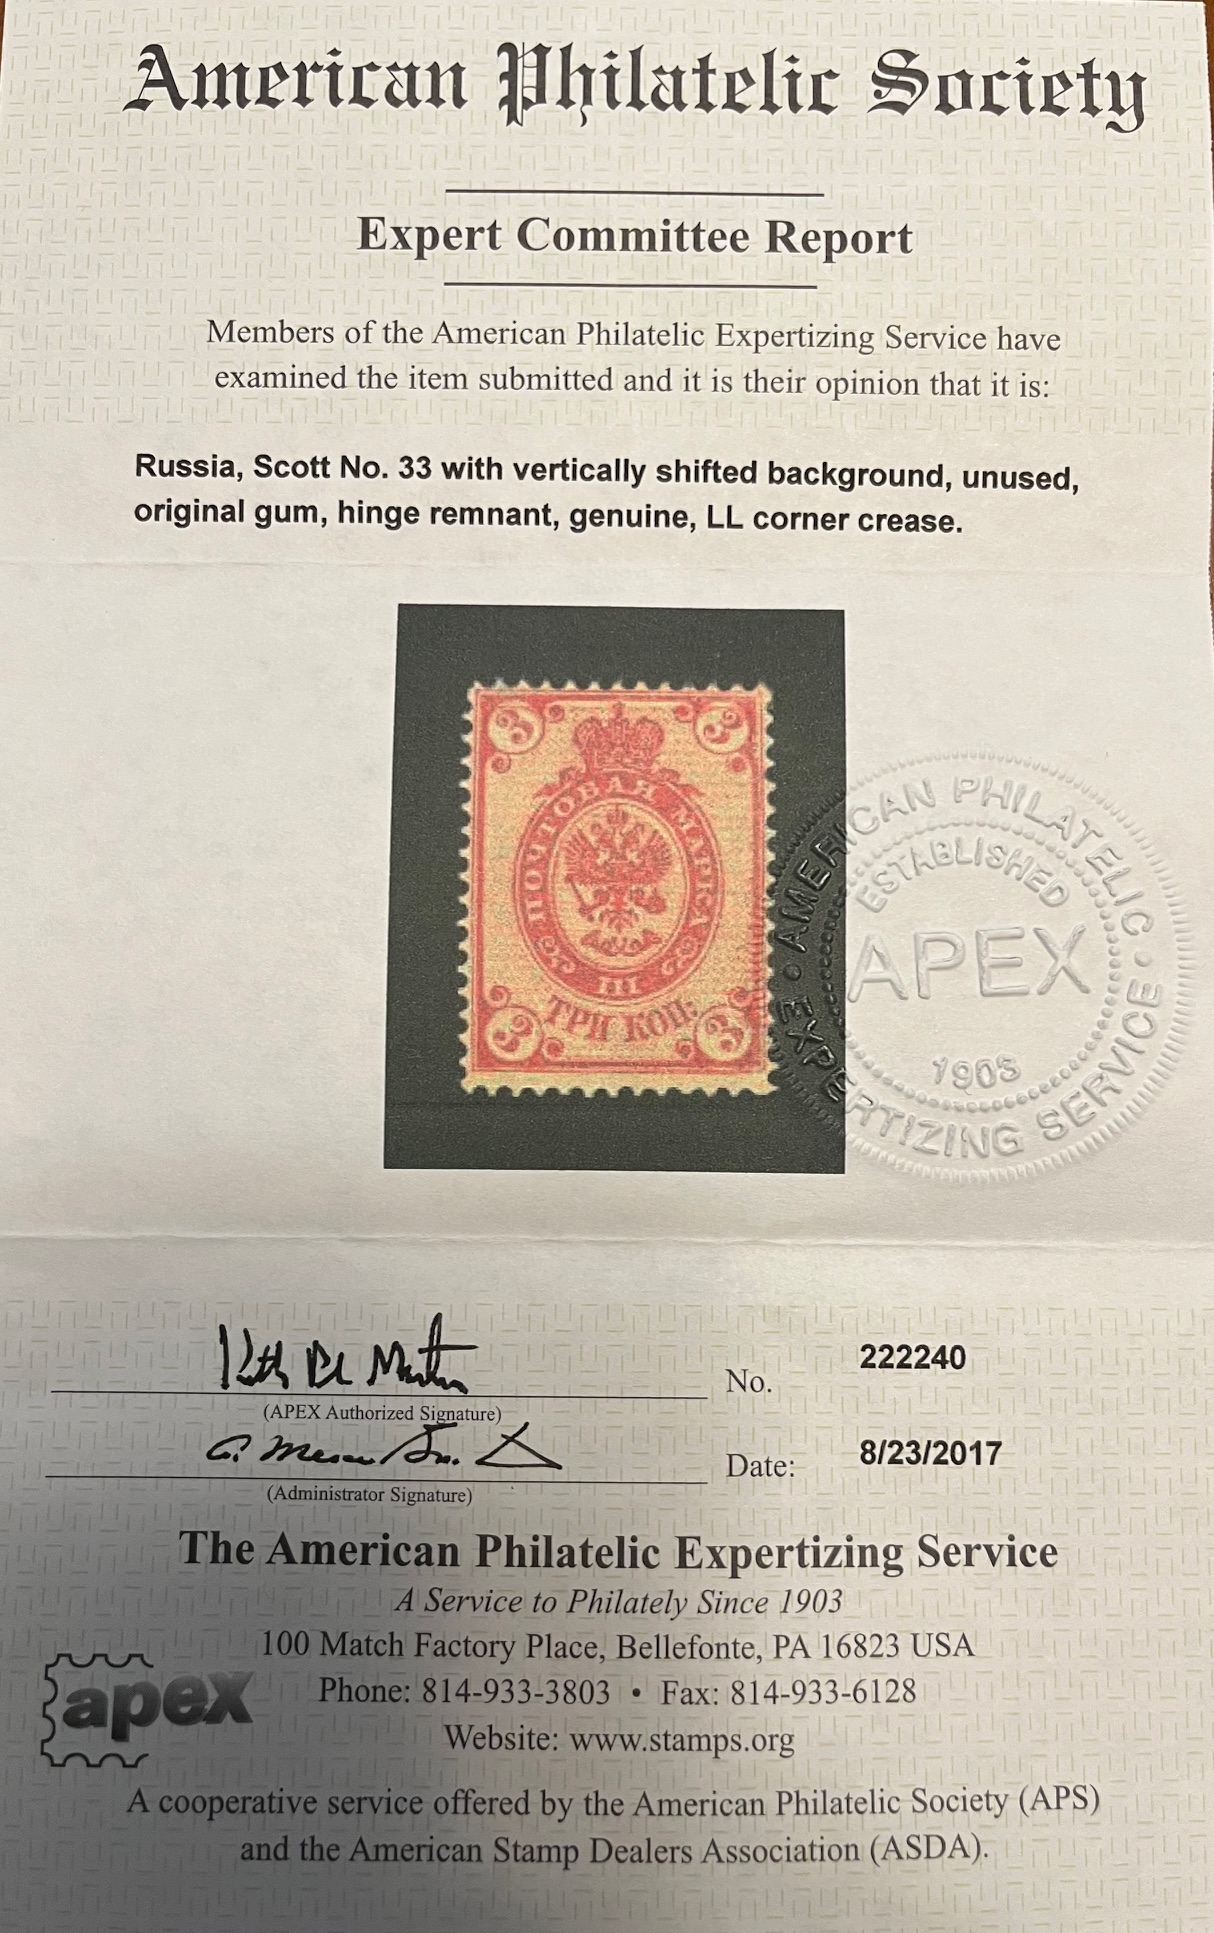 American Philatelic Society
Expert Committee Report
Members of the American Philatelic Expertizing Service have
examined the item submitted and it is their opinion that it is:
Russia, Scott No. 33 with vertically shifted background, unused,
original gum, hinge remnant, genuine, LL corner crease.
3 3
ПОЧТОВАЯ МАРКА
III
ТРИ КОП:
3 3
AMERICAN PHILATELIC • EXPERTIZING SERVICE •
ESTABLISHED
APEX
1903
No. 222240
(APEX Authorized Signature)
Date: 8/23/2017
(Administrator Signature)
The American Philatelic Expertizing Service
A Service to Philately Since 1903
100 Match Factory Place, Bellefonte, PA 16823 USA
apex
Phone: 814-933-3803 • Fax: 814-933-6128
Website: www.stamps.org
A cooperative service offered by the American Philatelic Society (APS)
and the American Stamp Dealers Association (ASDA).